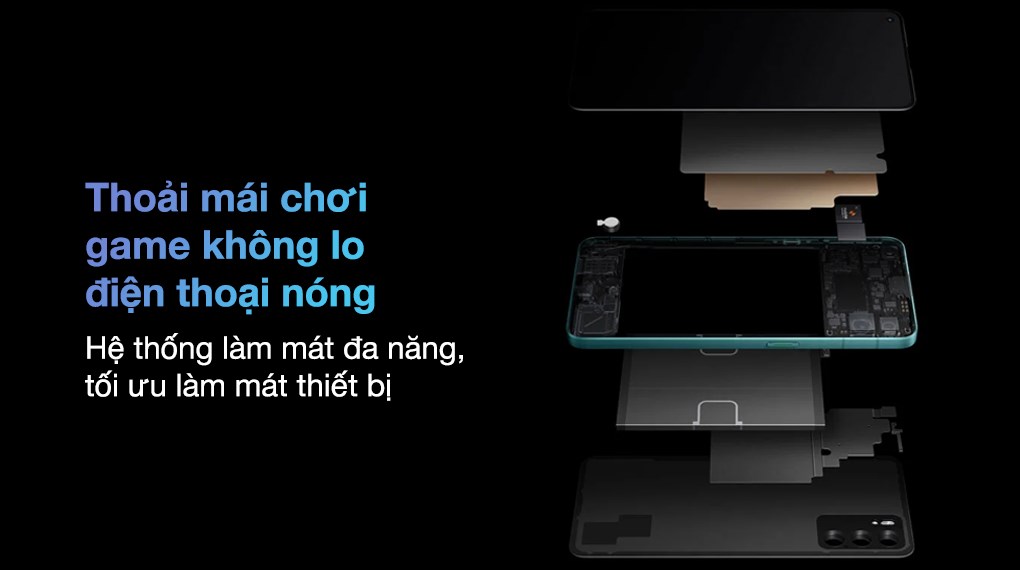 Thoải mái chơi
game không lo
điện thoại nóng
Hệ thống làm mát đa năng,
tối ưu làm mát thiết bị